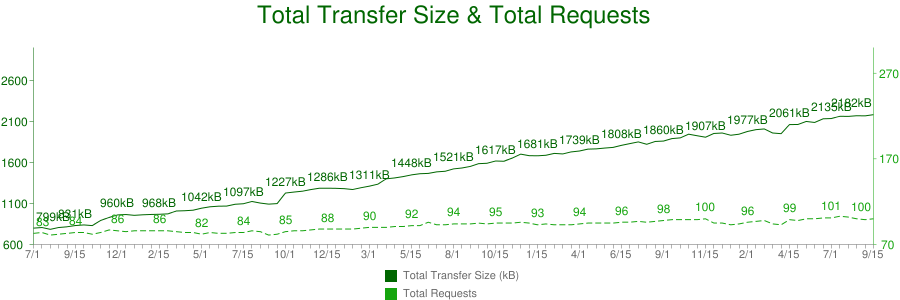 Total Transfer Size & Total Requests
2600
2100
1600
1100
600
270
170
70
799kB 831kB 960kB 968kB 1042kB 1097kB 1227kB 1286kB 1311kB 1448kB 1521kB 1617kB 1681kB 1739kB 1808kB 1860kB 1907kB 1977kB 2061kB 2135kB 2182kB
83 84 86 86 82 84 85 88 90 92 94 95 93 94 96 98 100 96 99 101 100
7/1 9/15 12/1 2/15 5/1 7/15 10/1 12/15 3/1 5/15 8/1 10/15 1/15 4/1 6/15 9/1 11/15 2/1 4/15 7/1 9/15
Total Transfer Size (kB)
Total Requests